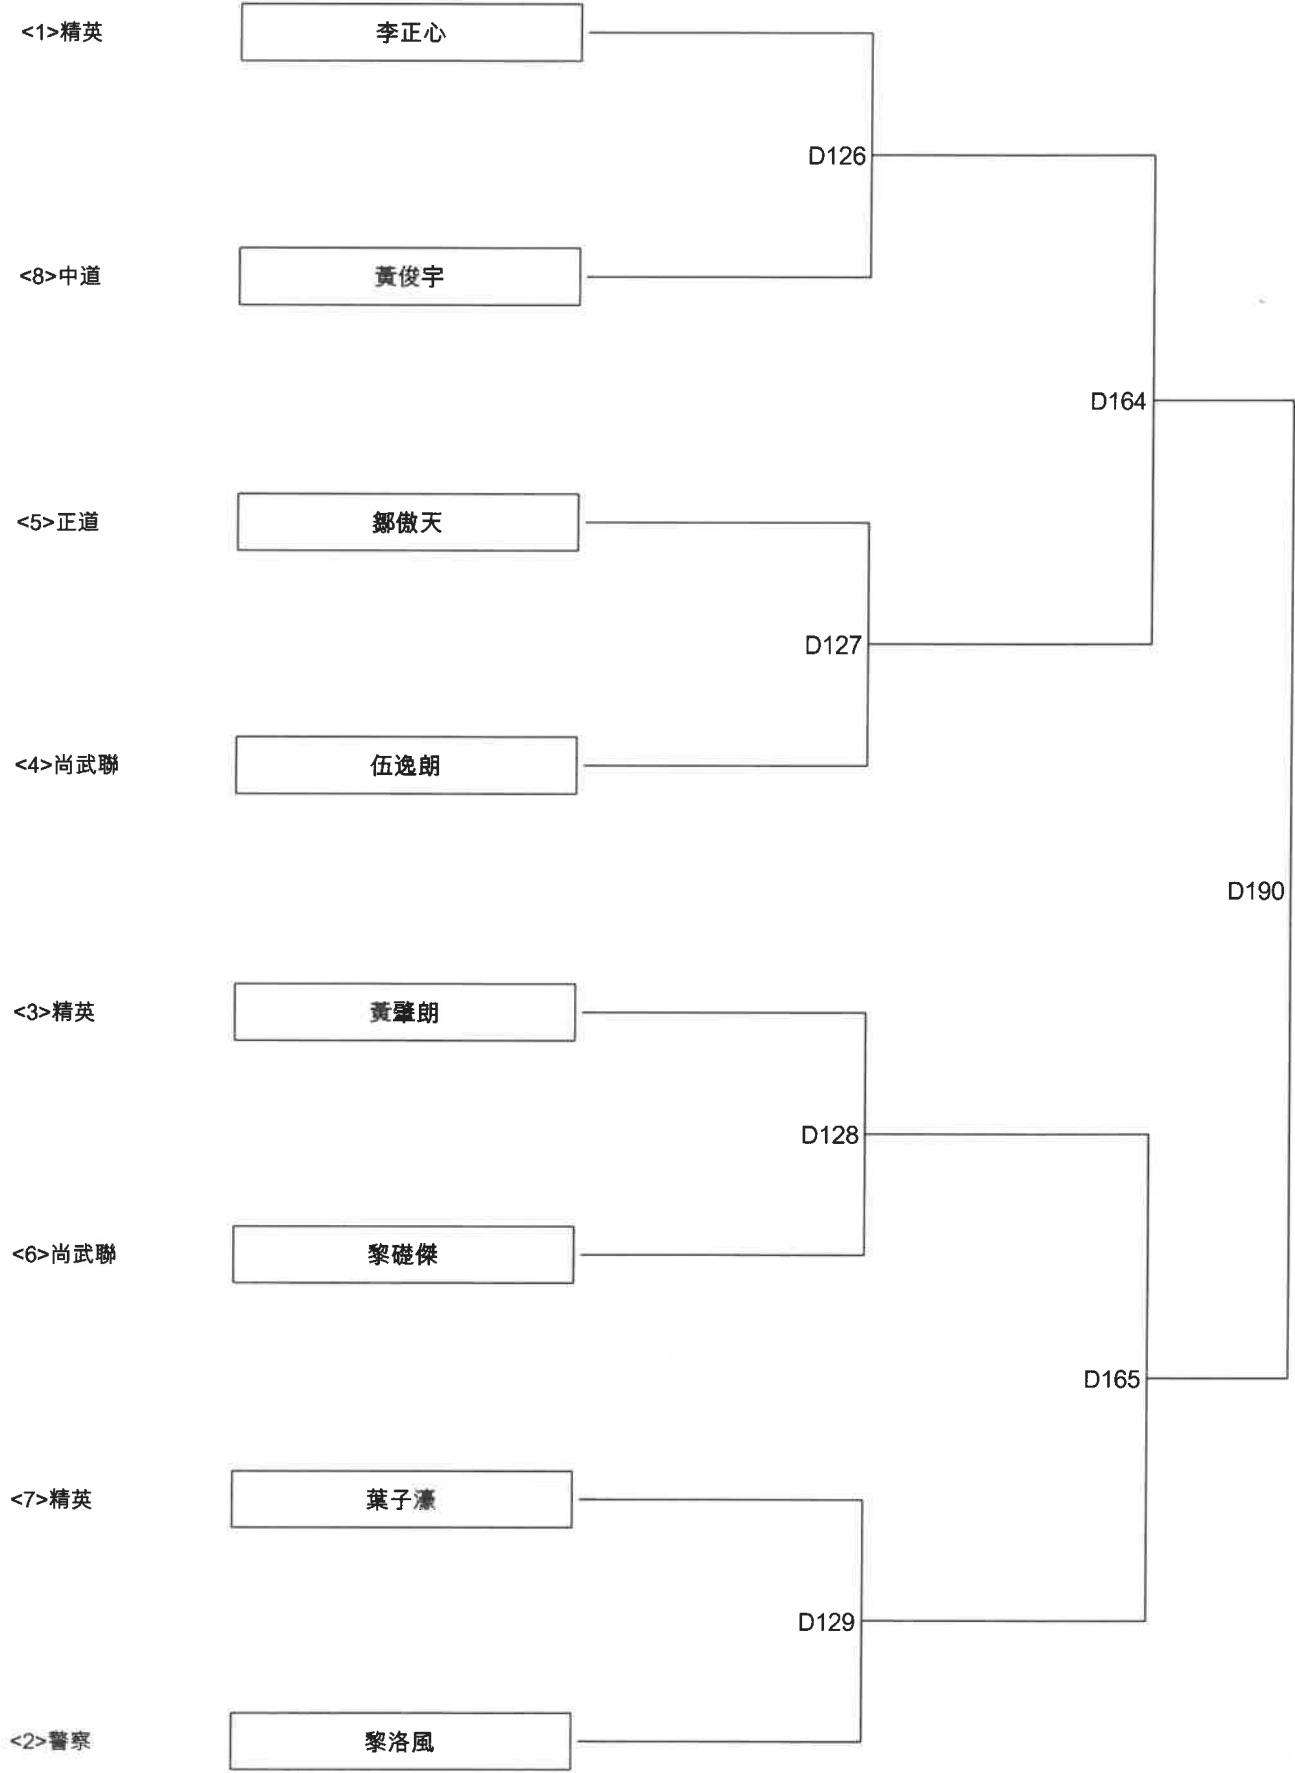 <1>精英 李正心
D126
<8>中道 黃俊宇
D164
<5>正道 鄒傲天
D127
<4>尚武聯 伍逸朗
D190
<3>精英 黃肇朗
D128
<6>尚武聯 黎礎傑
D165
<7>精英 葉子濠
D129
<2>警察 黎洛風